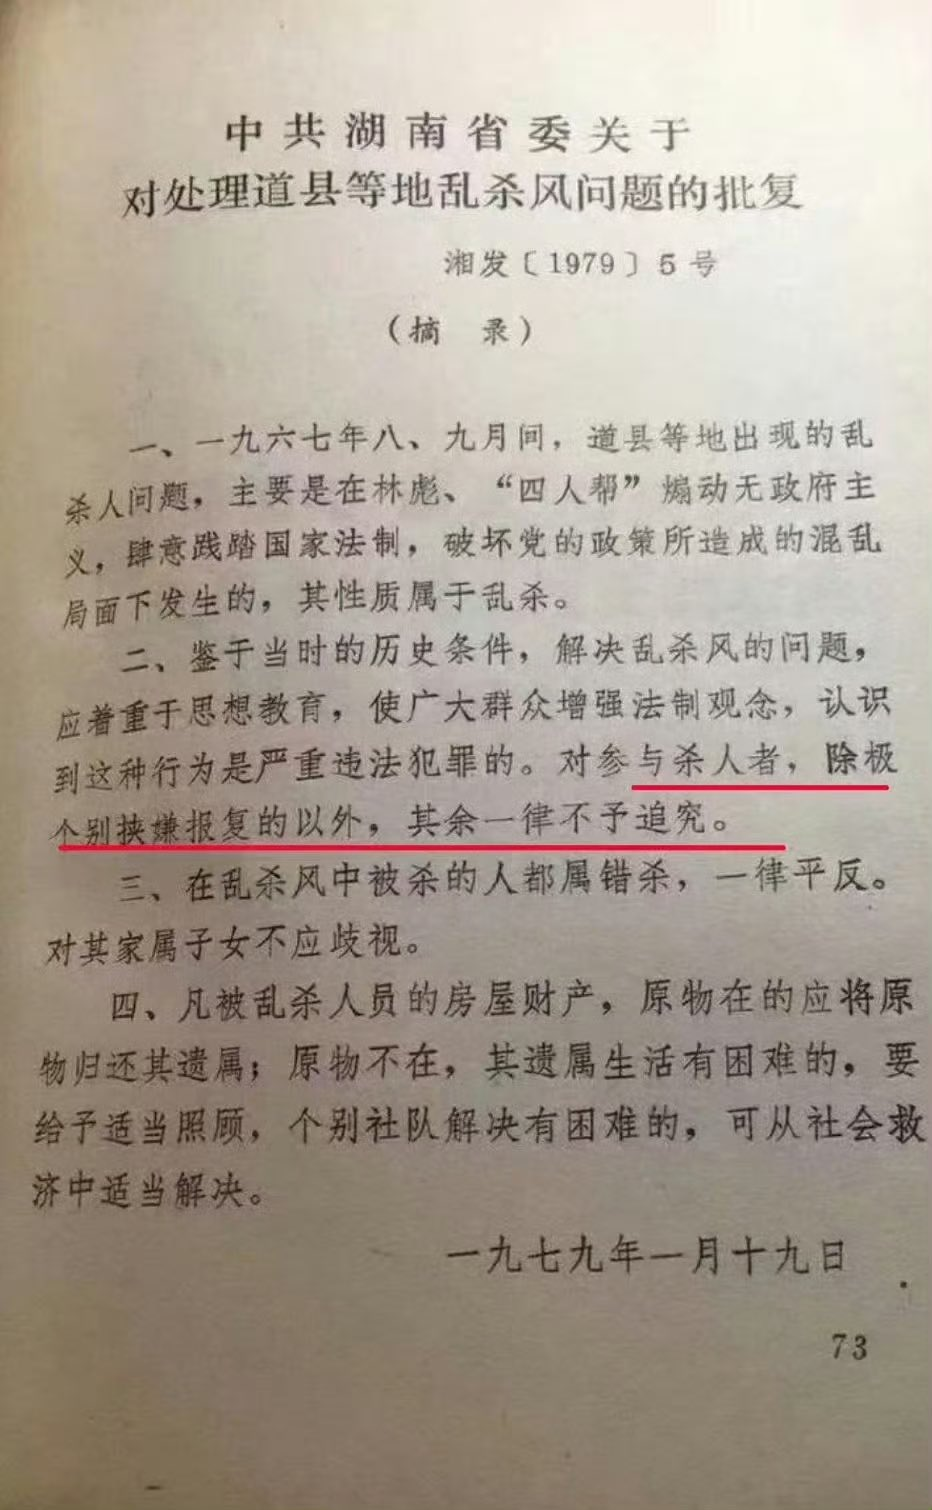 中共湖南省委关于
对处理道县等地乱杀风问题的批复
湘发〔1979〕5号
（摘 录）
一、一九六七年八、九月间，道县等地出现的乱
杀人问题，主要是在林彪、“四人帮”煽动无政府主
义，肆意践踏国家法制，破坏党的政策所造成的混乱
局面下发生的，其性质属于乱杀。
二、鉴于当时的历史条件，解决乱杀风的问题，
应着重于思想教育，使广大群众增强法制观念，认识
到这种行为是严重违法犯罪的。对参与杀人者，除极
个别挟嫌报复的以外，其余一律不予追究。
三、在乱杀风中被杀的人都属错杀，一律平反。
对其家属子女不应歧视。
四、凡被乱杀人员的房屋财产，原物在的应将原
物归还其遗属；原物不在，其遗属生活有困难的，要
给予适当照顾，个别社队解决有困难的，可从社会救
济中适当解决。
一九七九年一月十九日
73